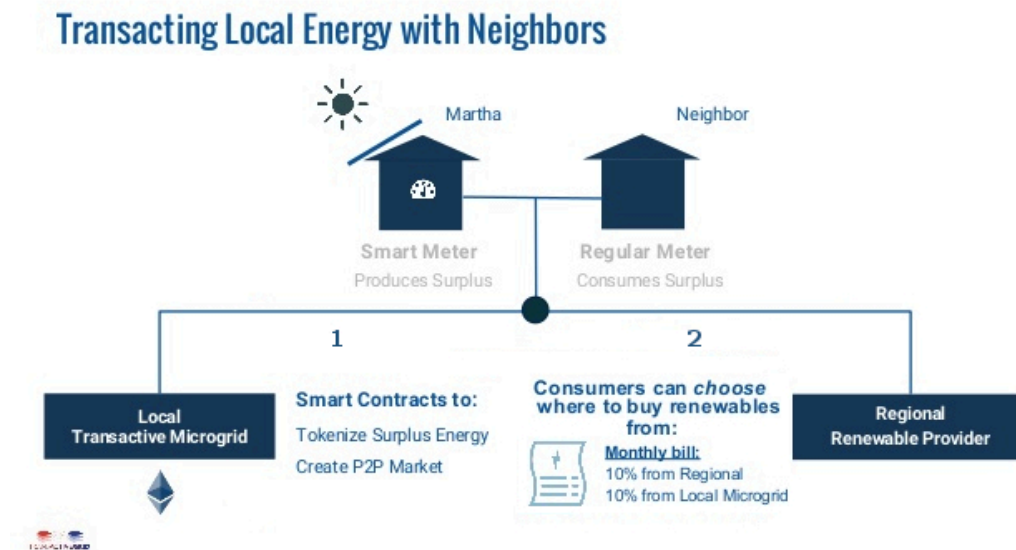 Transacting Local Energy with Neighbors
Martha
Neighbor
Smart Meter
Produces Surplus
Regular Meter
Consumes Surplus
1
2
Local
Transactive Microgrid
Smart Contracts to:
Tokenize Surplus Energy
Create P2P Market
Consumers can choose
where to buy renewables
from:
Monthly bill:
10% from Regional
10% from Local Microgrid
Regional
Renewable Provider